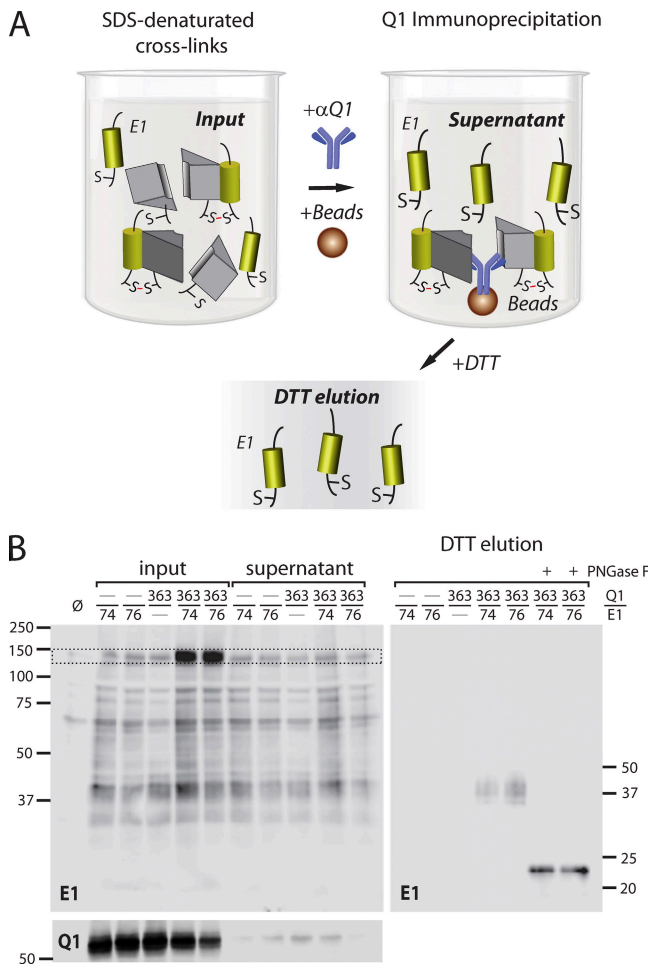 A
SDS-denatured
cross-links
Q1 Immunoprecipitation
Input
E1
S
S
S-S
S-S
S
S
+αQ1
+Beads
E1
Supernatant
S
S
S
S-S
S-S
Beads
+DTT
DTT elution
E1
S
S
S
B
DTT elution
input
supernatant
+ + PNGase F
Ø — — 363 363 363 — — 363 363 363
74 76 — 74 76 74 76 — 74 76
— — 363 363 363 363 363 Q1
74 76 — 74 76 74 76 E1
250
150
100
75
50
37
E1
50
37
25
20
E1
Q1
50